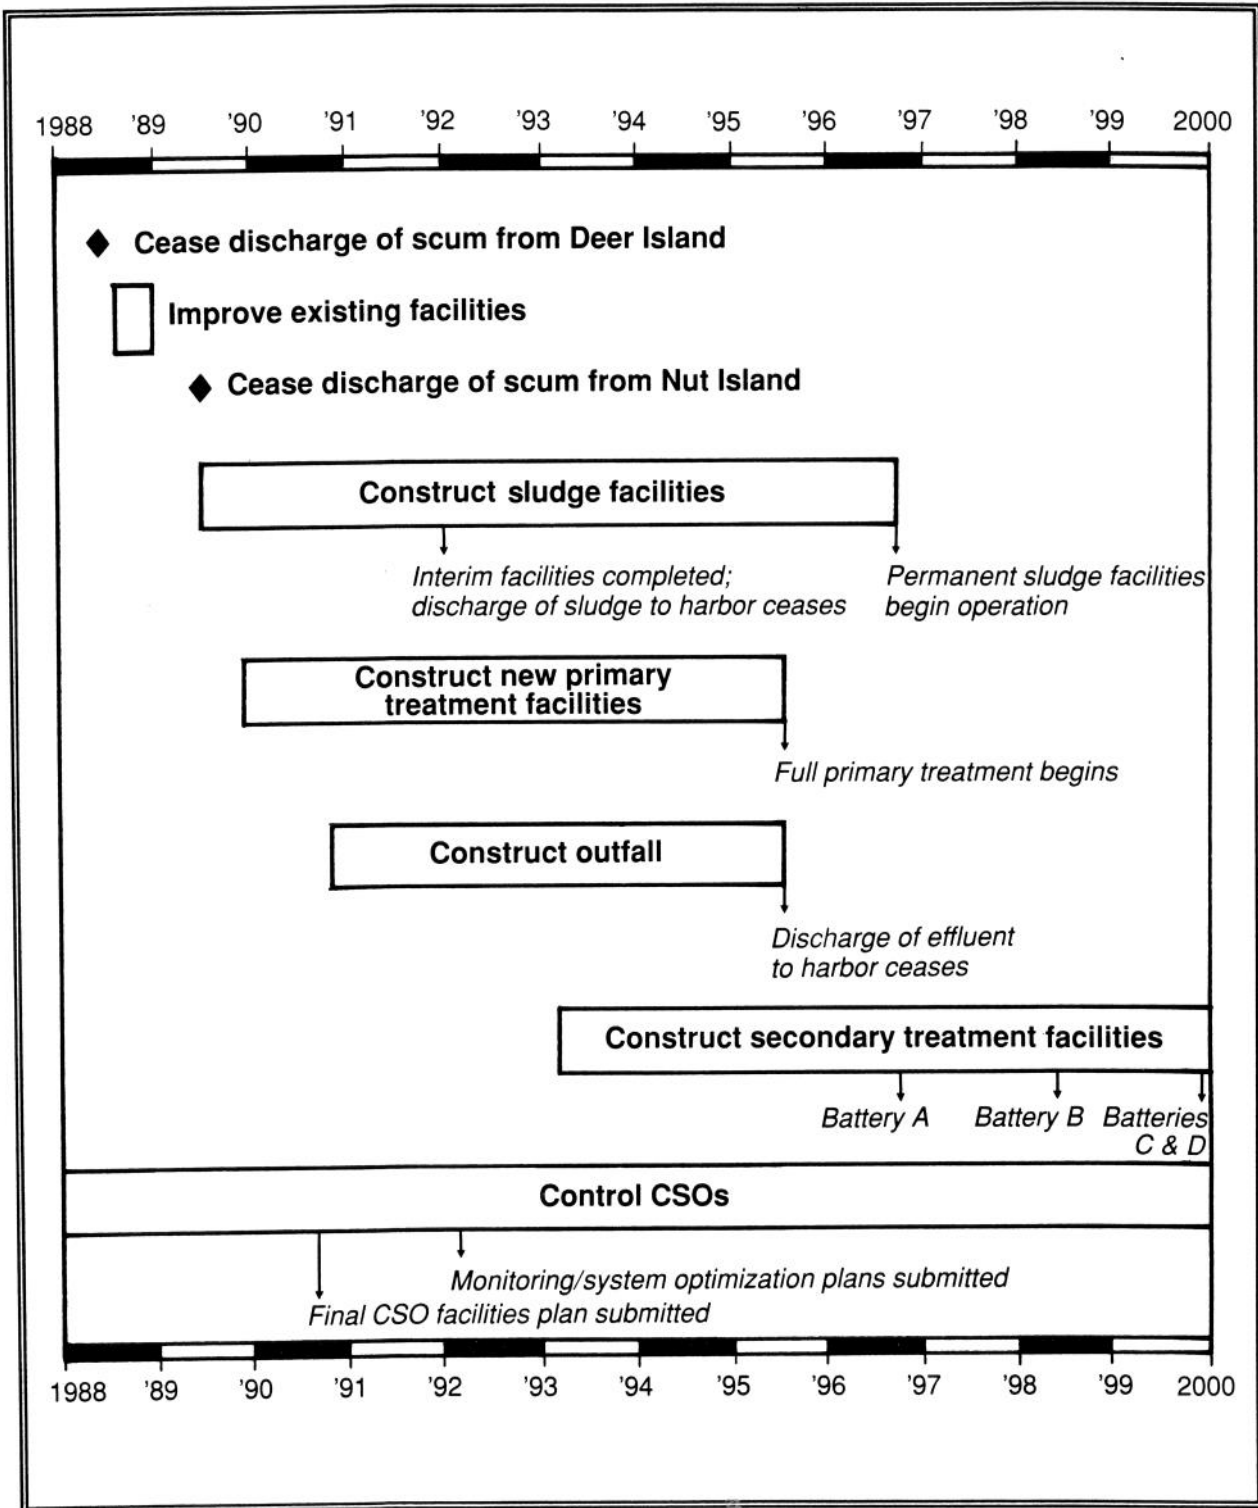 1988 '89 '90 '91 '92 '93 '94 '95 '96 '97 '98 '99 2000
Cease discharge of scum from Deer Island
Improve existing facilities
Cease discharge of scum from Nut Island
Construct sludge facilities
Interim facilities completed;
discharge of sludge to harbor ceases
Permanent sludge facilities
begin operation
Construct new primary
treatment facilities
Full primary treatment begins
Construct outfall
Discharge of effluent
to harbor ceases
Construct secondary treatment facilities
Battery A
Battery B
Batteries
C & D
Control CSOs
Monitoring/system optimization plans submitted
Final CSO facilities plan submitted
1988 '89 '90 '91 '92 '93 '94 '95 '96 '97 '98 '99 2000